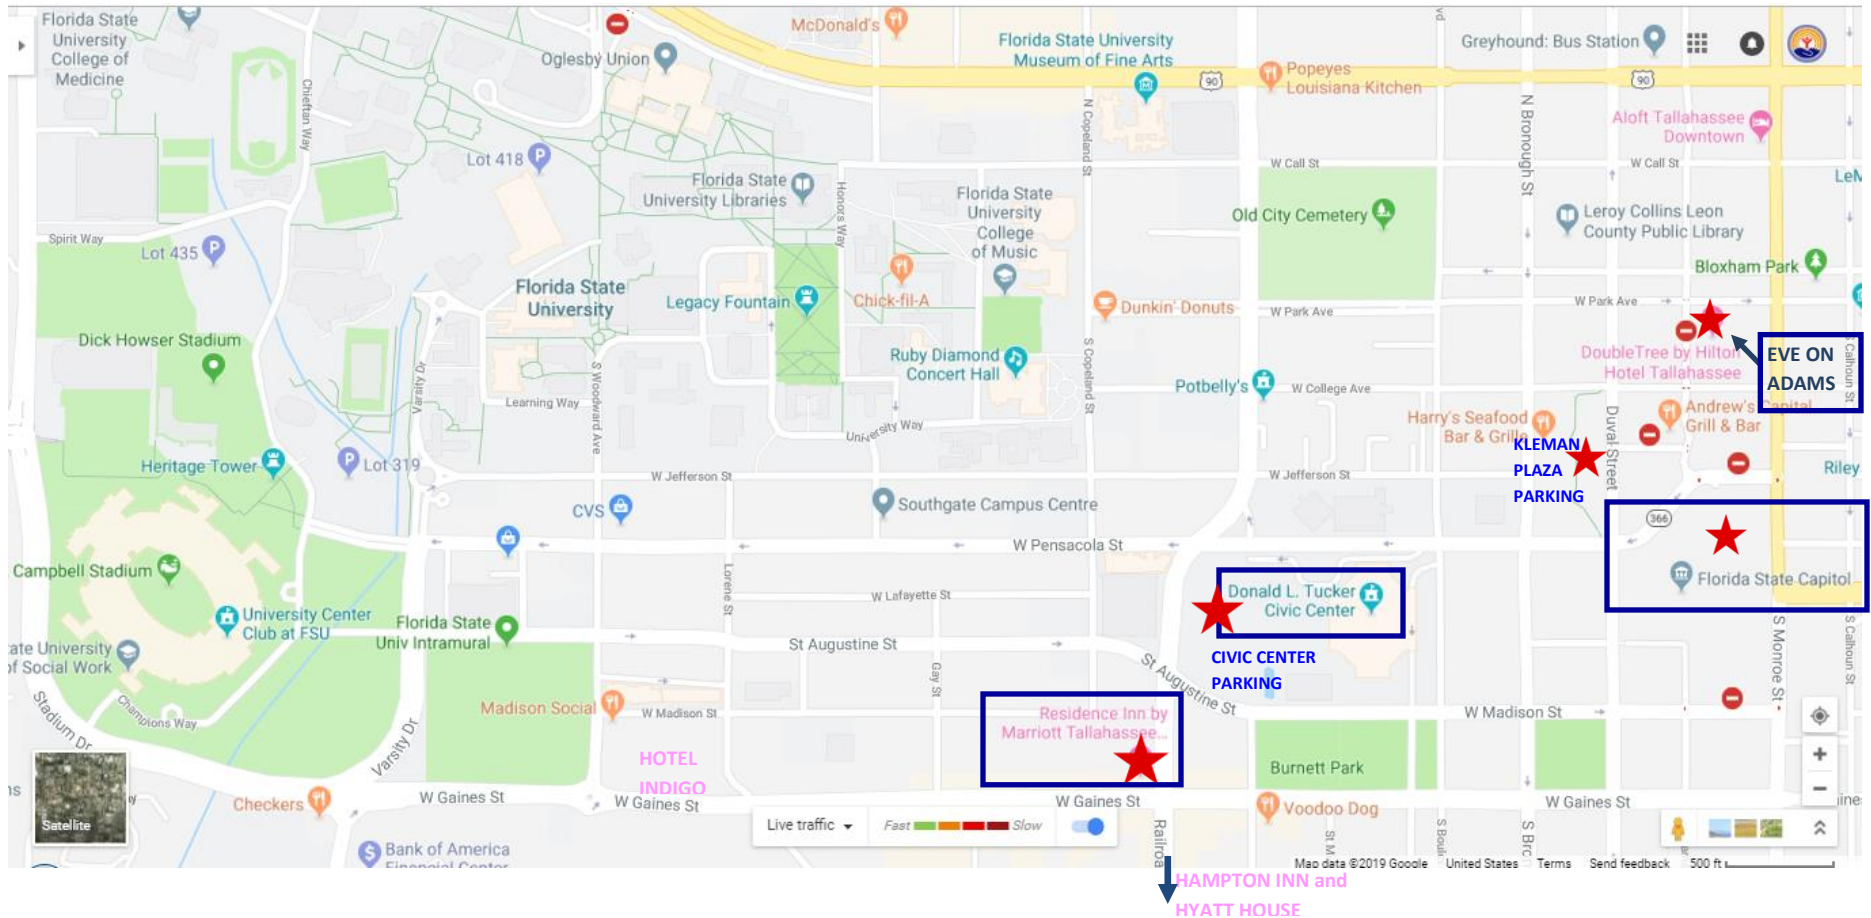 Florida State
University
College of
Medicine
Chieftan Way
Oglesby Union
McDonald's
Florida State University
Museum of Fine Arts
90
Popeyes
Louisiana Kitchen
Greyhound: Bus Station
90
N Copeland St
N Bronough St
Aloft Tallahassee
Downtown
Lot 418
W Call St
W Call St
Florida State
University Libraries
Honors Way
Florida State
University
College
of Music
Old City Cemetery
Leroy Collins Leon
County Public Library
Spirit Way
Lot 435
Bloxham Park
Florida State
University
Legacy Fountain
Chick-fil-A
Dunkin' Donuts
W Park Ave
W Park Ave
Dick Howser Stadium
Varsity Dr
S Woodward Ave
Ruby Diamond
Concert Hall
S Copeland St
DoubleTree by Hilton
Hotel Tallahassee
EVE ON
ADAMS
S Calhoun St
Potbelly's
W College Ave
Learning Way
University Way
Harry's Seafood
Bar & Grille
Duval Street
Andrew's Capital
Grill & Bar
KLEMAN
PLAZA
PARKING
Heritage Tower
Lot 319
W Jefferson St
W Jefferson St
Riley
CVS
Southgate Campus Centre
366
W Pensacola St
Campbell Stadium
Lorene St
W Lafayette St
Donald L. Tucker
Civic Center
Florida State Capitol
University Center
Club at FSU
Florida State
Univ Intramural
St Augustine St
St Augustine St
S Monroe St
S Calhoun St
ate University
of Social Work
CIVIC CENTER
PARKING
Gay St
Stadium Dr
Champions Way
Varsity Dr
Madison Social
W Madison St
Residence Inn by
Marriott Tallahassee...
W Madison St
HOTEL
INDIGO
Burnett Park
Satellite
Checkers
W Gaines St
W Gaines St
W Gaines St
Voodoo Dog
W Gaines St
Live traffic
Fast
Slow
Bank of America
Financial Center
Map data ©2019 Google
United States
Terms
Send feedback
500 ft
HAMPTON INN and
HYATT HOUSE